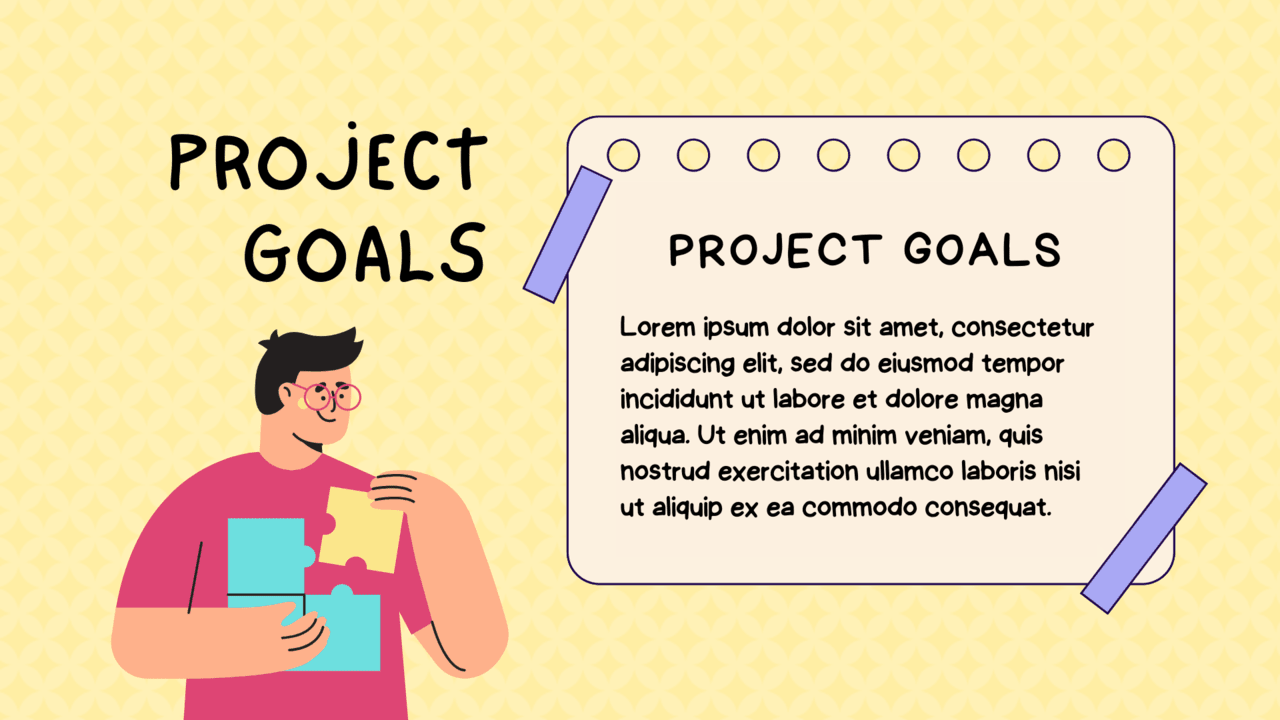 PROJECT
GOALS
PROJECT GOALS
Lorem ipsum dolor sit amet, consectetur
adipiscing elit, sed do eiusmod tempor
incididunt ut labore et dolore magna
aliqua. Ut enim ad minim veniam, quis
nostrud exercitation ullamco laboris nisi
ut aliquip ex ea commodo consequat.